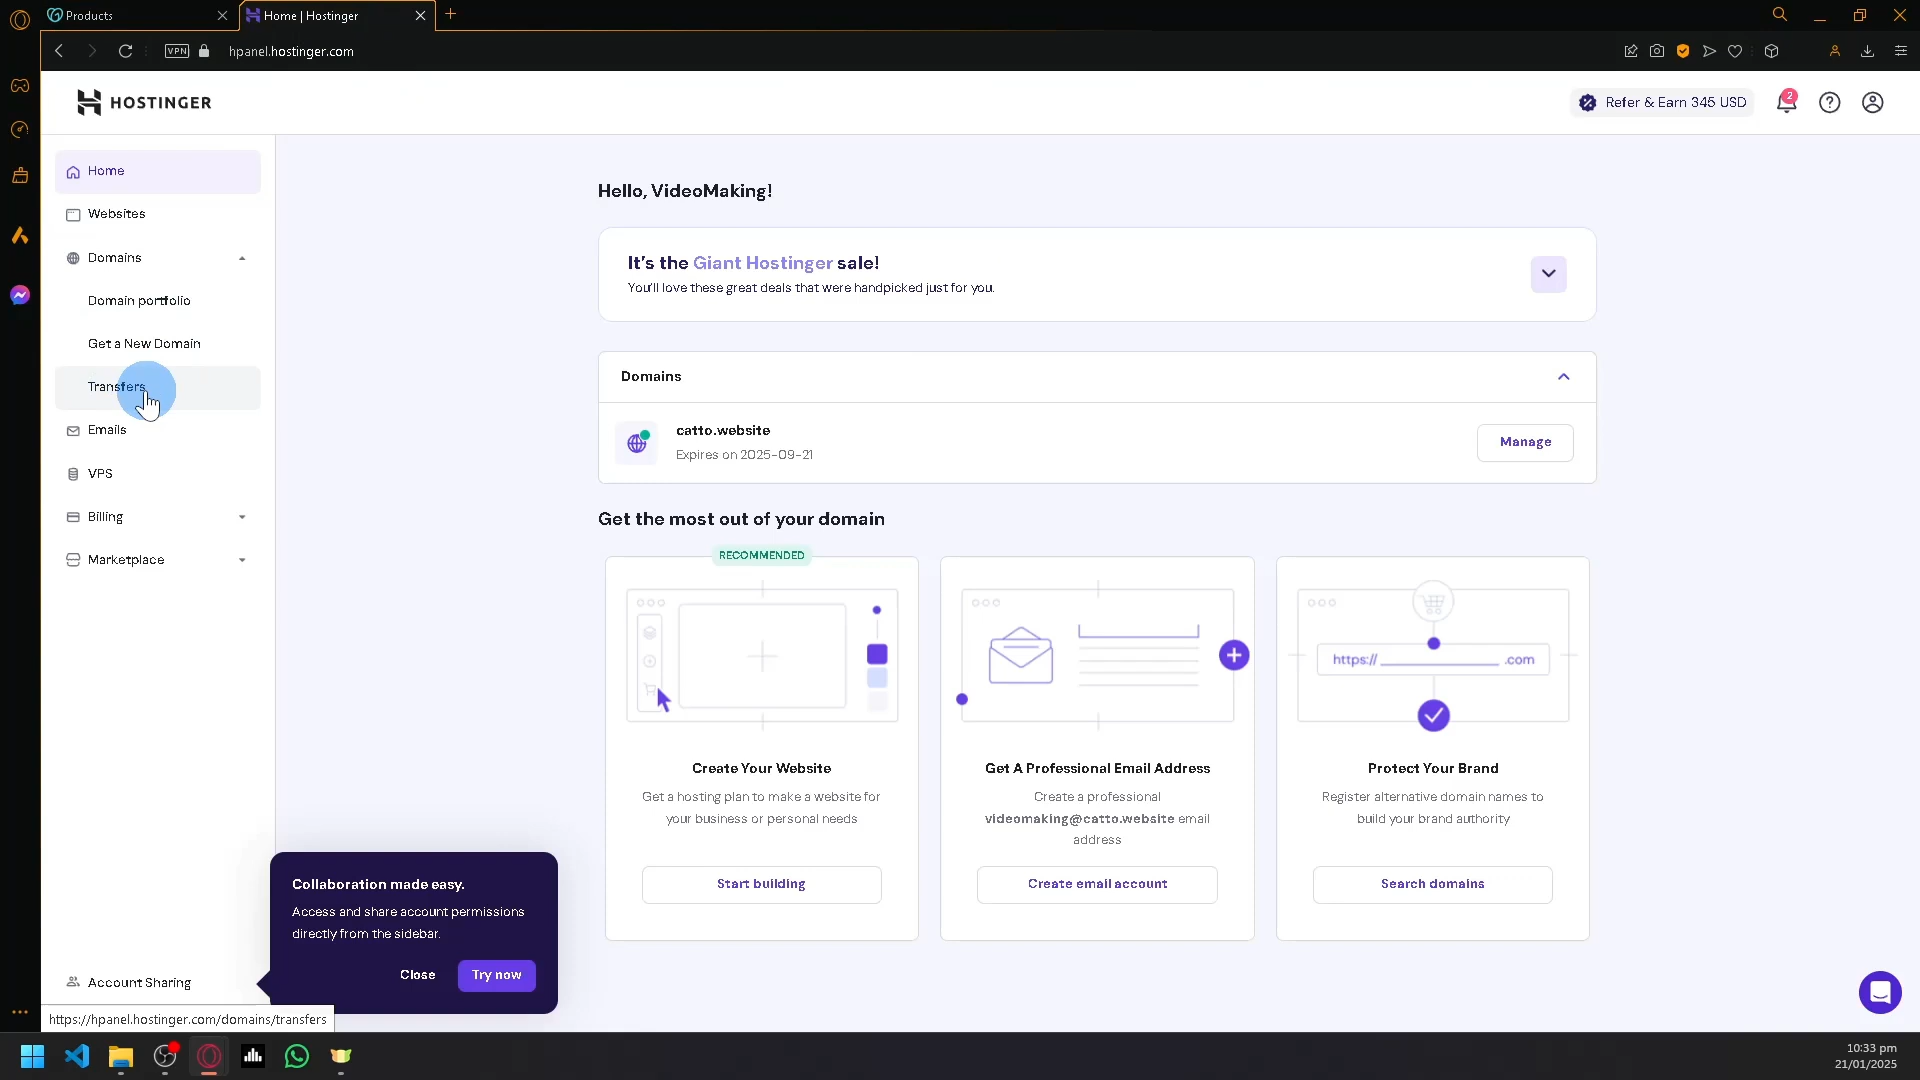 Products
Home | Hostinger
VPN
hpanel.hostinger.com
HOSTINGER
Refer & Earn 345 USD
2
Home
Websites
Domains
Domain portfolio
Get a New Domain
Transfers
Emails
VPS
Billing
Marketplace
Account Sharing
Hello, VideoMaking!
It's the Giant Hostinger sale!
You'll love these great deals that were handpicked just for you.
Domains
catto.website
Expires on 2025-09-21
Manage
Get the most out of your domain
RECOMMENDED
Create Your Website
Get a hosting plan to make a website for
your business or personal needs
Start building
Get A Professional Email Address
Create a professional
videomaking@catto.website email
address
Create email account
https:// .com
Protect Your Brand
Register alternative domain names to
build your brand authority
Search domains
Collaboration made easy.
Access and share account permissions
directly from the sidebar.
Close
Try now
https://hpanel.hostinger.com/domains/transfers
10:33 pm
21/01/2025